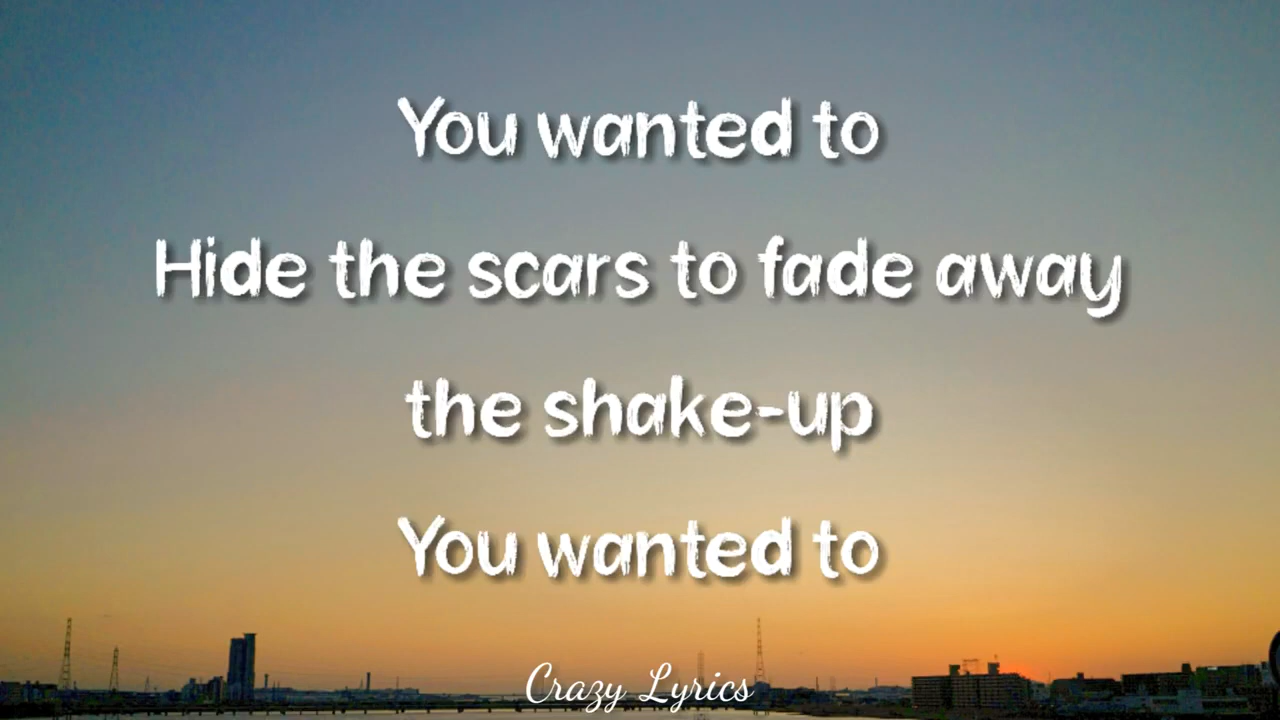 You wanted to
Hide the scars to fade away
the shake-up
You wanted to
Crazy Lyrics